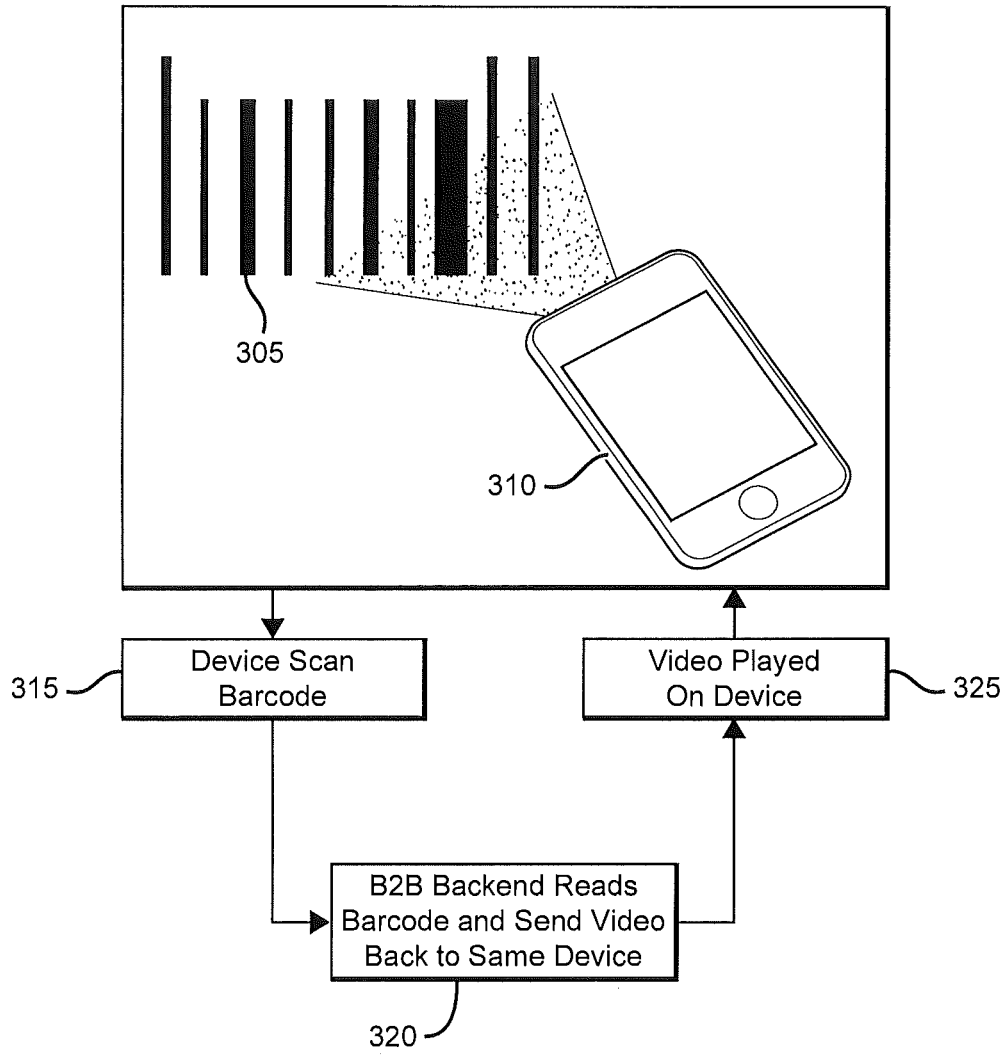 305
310
315
Device Scan
Barcode
Video Played
On Device
325
B2B Backend Reads
Barcode and Send Video
Back to Same Device
320